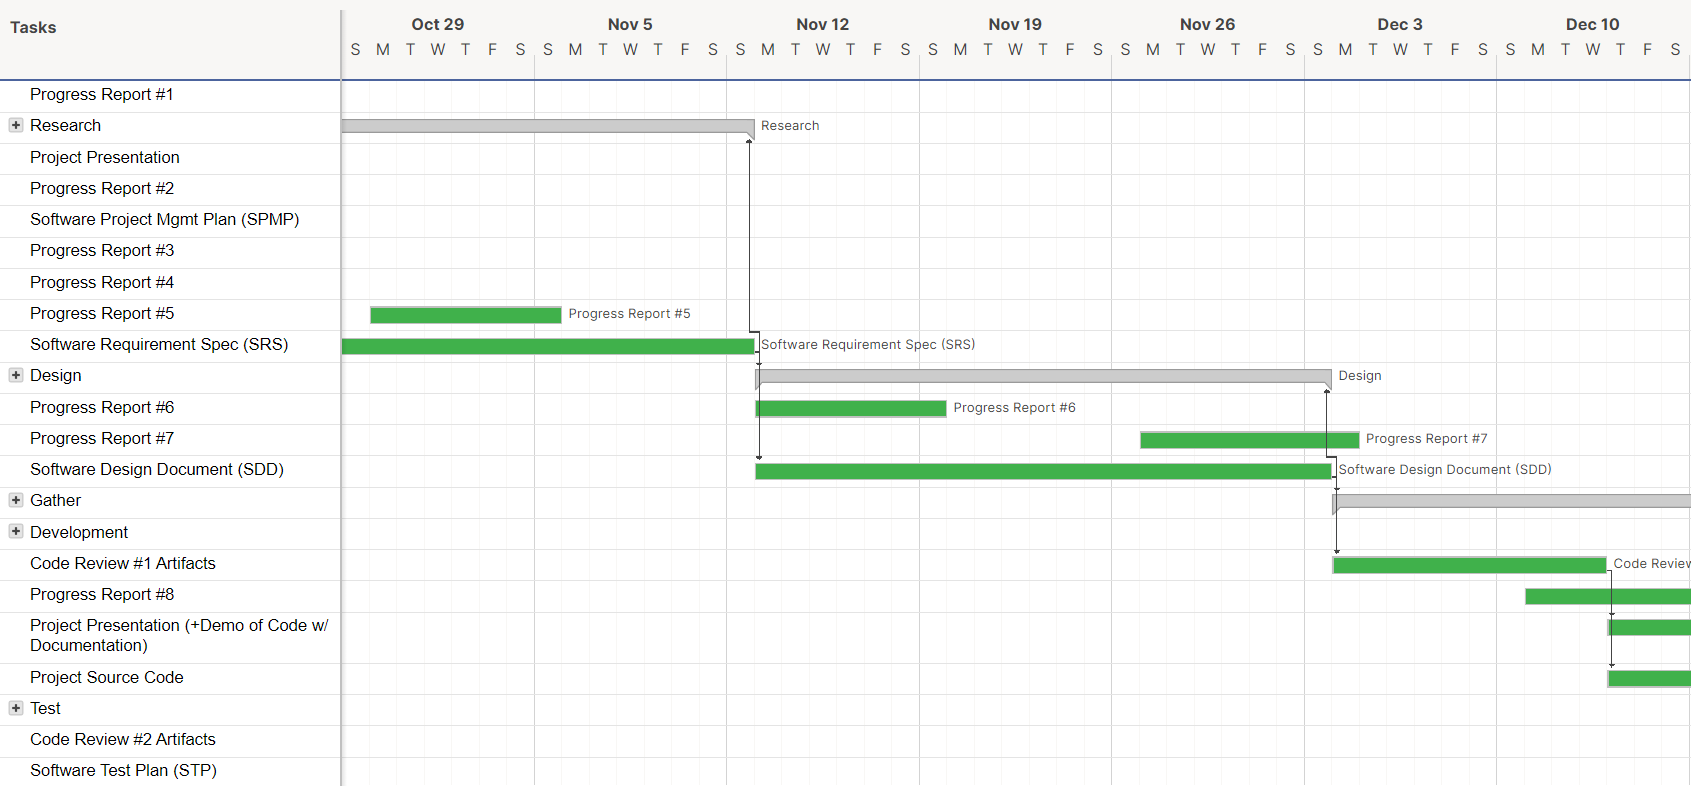 Tasks
Oct 29 Nov 5 Nov 12 Nov 19 Nov 26 Dec 3 Dec 10
S M T W T F S S M T W T F S S M T W T F S S M T W T F S S M T W T F S S M T W T F S S M T W T F S
Progress Report #1
Research Research
Project Presentation
Progress Report #2
Software Project Mgmt Plan (SPMP)
Progress Report #3
Progress Report #4
Progress Report #5 Progress Report #5
Software Requirement Spec (SRS) Software Requirement Spec (SRS)
Design Design
Progress Report #6 Progress Report #6
Progress Report #7 Progress Report #7
Software Design Document (SDD) Software Design Document (SDD)
Gather
Development
Code Review #1 Artifacts Code Review
Progress Report #8
Project Presentation (+Demo of Code w/
Documentation)
Project Source Code
Test
Code Review #2 Artifacts
Software Test Plan (STP)